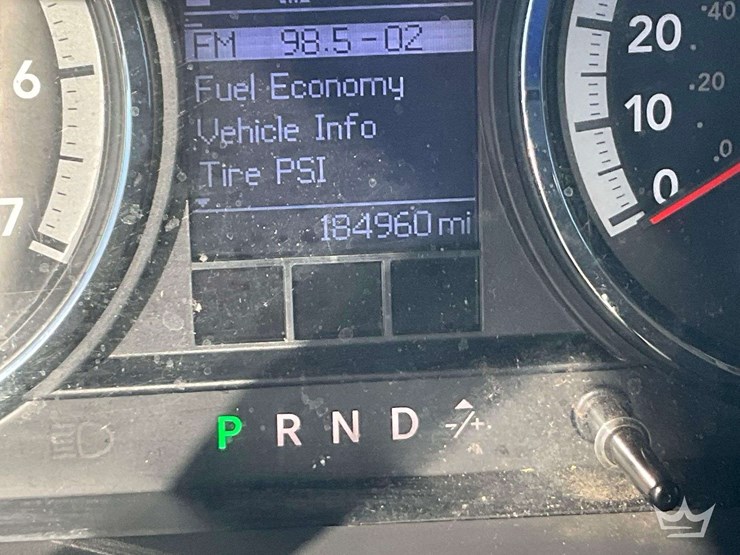 FM 98.5-02
Fuel Economy
Vehicle Info
Tire PSI
184960 mi
6
7
20
10
0
40
20
0
P R N D -/+